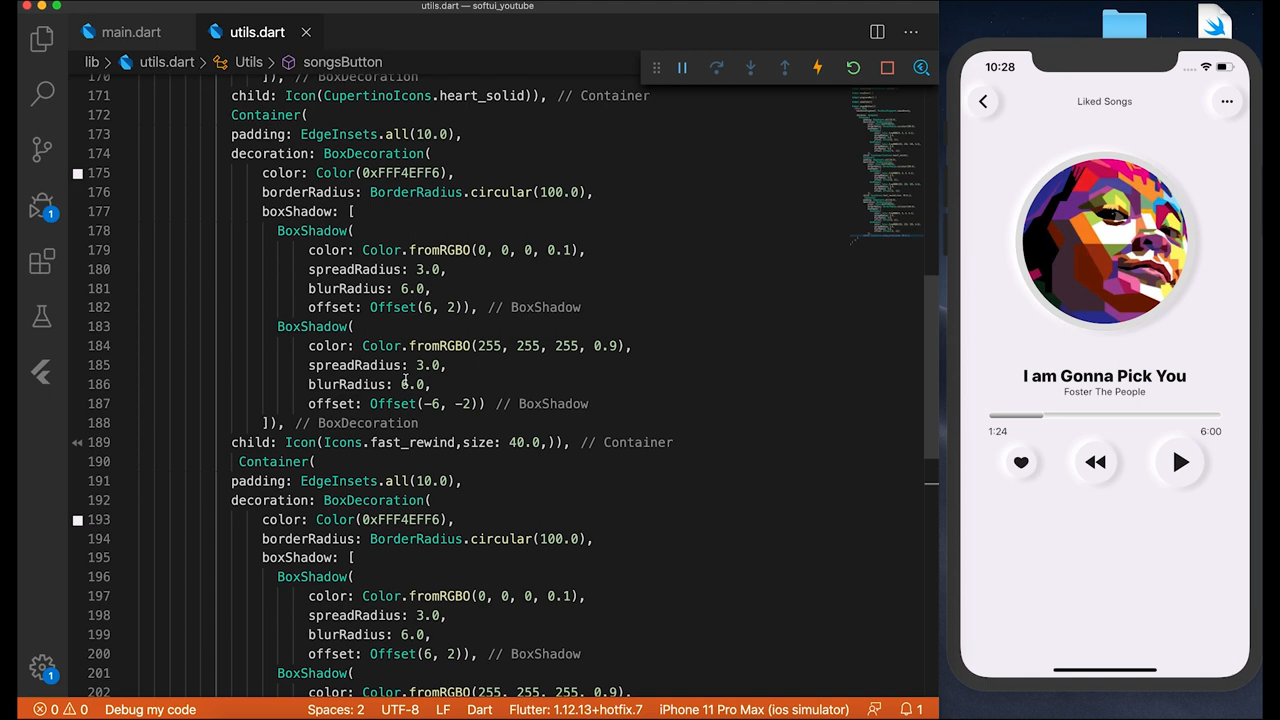 utils.dart — softui_youtube
main.dart
utils.dart
lib > utils.dart > Utils > songsButton
170 ]), // BoxDecoration
171 child: Icon(CupertinoIcons.heart_solid)), // Container
172 Container(
173 padding: EdgeInsets.all(10.0),
174 decoration: BoxDecoration(
175 color: Color(0xFFF4EFF6),
176 borderRadius: BorderRadius.circular(100.0),
177 boxShadow: [
178 BoxShadow(
179 color: Color.fromRGBO(0, 0, 0, 0.1),
180 spreadRadius: 3.0,
181 blurRadius: 6.0,
182 offset: Offset(6, 2)), // BoxShadow
183 BoxShadow(
184 color: Color.fromRGBO(255, 255, 255, 0.9),
185 spreadRadius: 3.0,
186 blurRadius: 6.0,
187 offset: Offset(-6, -2)) // BoxShadow
188 ]), // BoxDecoration
189 child: Icon(Icons.fast_rewind,size: 40.0,)), // Container
190 Container(
191 padding: EdgeInsets.all(10.0),
192 decoration: BoxDecoration(
193 color: Color(0xFFF4EFF6),
194 borderRadius: BorderRadius.circular(100.0),
195 boxShadow: [
196 BoxShadow(
197 color: Color.fromRGBO(0, 0, 0, 0.1),
198 spreadRadius: 3.0,
199 blurRadius: 6.0,
200 offset: Offset(6, 2)), // BoxShadow
201 BoxShadow(
202 color: Color.fromRGBO(255, 255, 255, 0.9),
1
1
0 0 Debug my code Spaces: 2 UTF-8 LF Dart Flutter: 1.12.13+hotfix.7 iPhone 11 Pro Max (ios simulator) 1
10:28
Liked Songs
I am Gonna Pick You
Foster The People
1:24 6:00